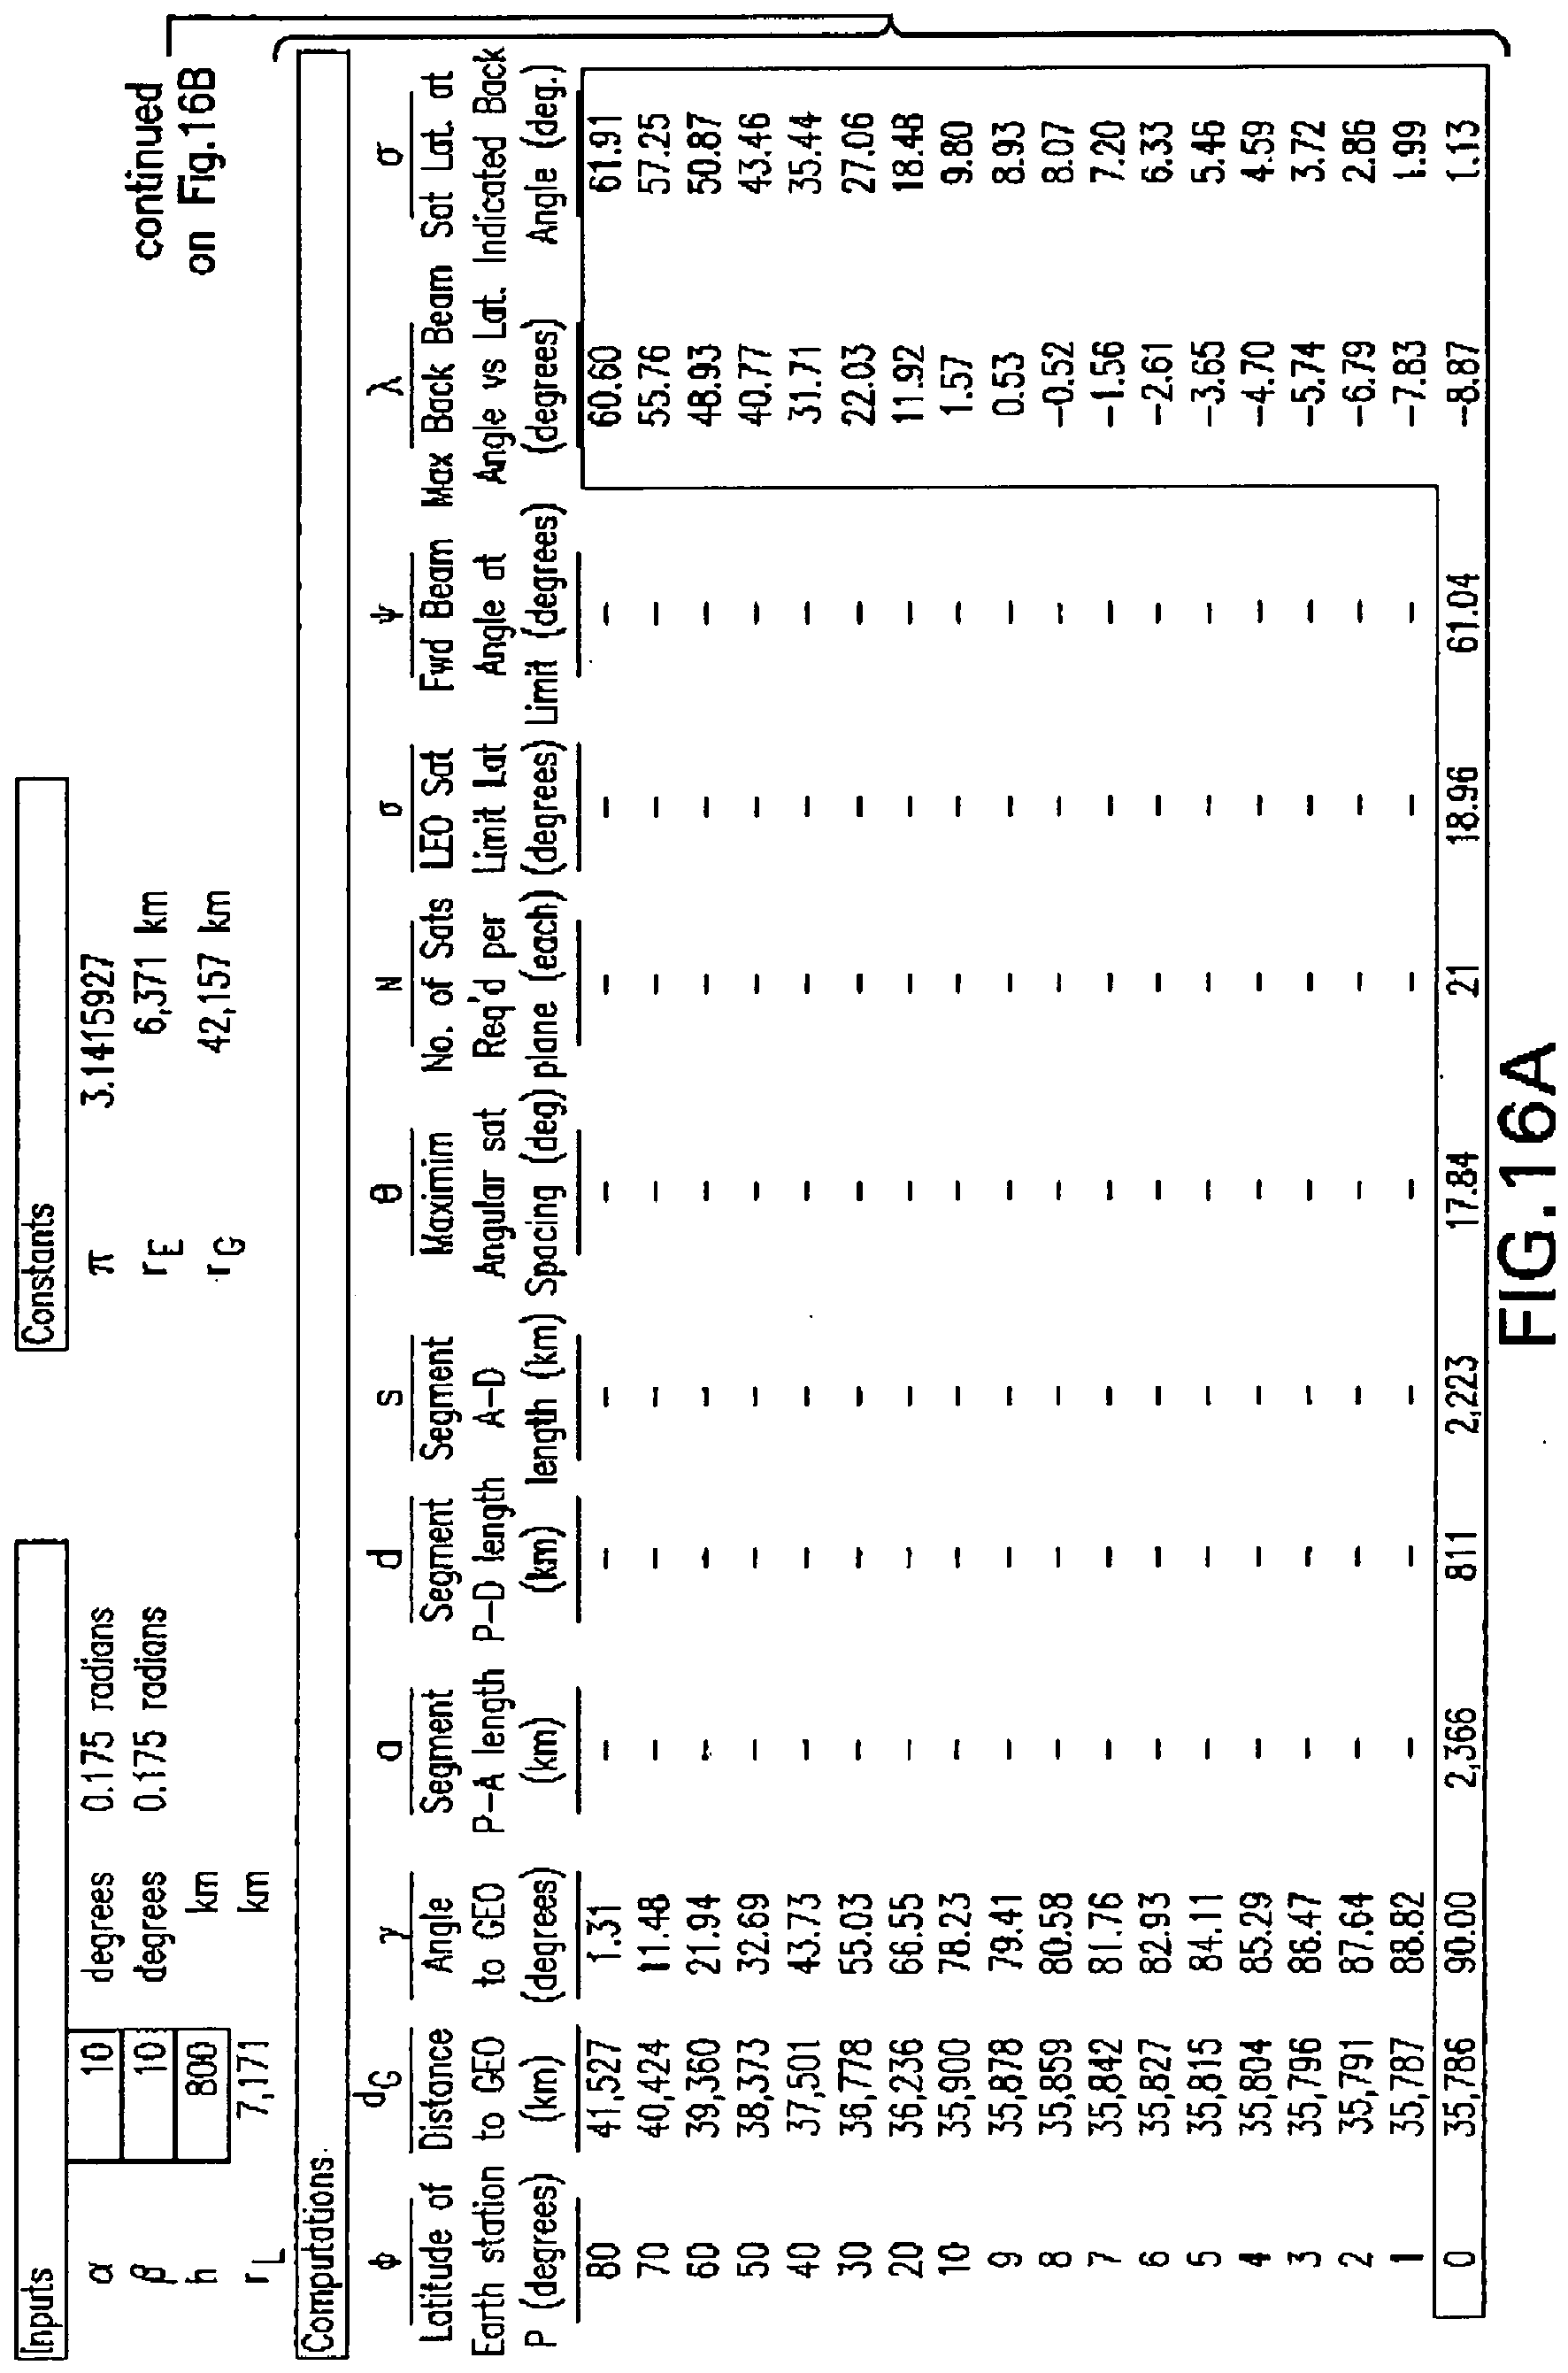 continued
on Fig.16B
Inputs
α 10 degrees 0.175 radians
β 10 degrees 0.175 radians
h 800 km
r_L 7,171 km
Constants
π 3.1415927
r_E 6,371 km
r_G 42,157 km
Computations
ϕ d_G γ a d s θ N σ ψ λ σ
Latitude of Distance Angle Segment Segment Segment Maximim No. of Sats LEO Sat Fwd Beam Max Back Beam Sat Lat. at
Earth station to GEO to GEO P-A length P-D length A-D Angular sat Req'd per Limit Lat Angle at Angle vs Lat. Indicated Back
P (degrees) (km) (degrees) (km) (km) length (km) Spacing (deg) plane (each) (degrees) Limit (degrees) (degrees) Angle (deg.)
80 41,527 1.31 – – – – – – – 60.60 61.91
70 40,424 11.48 – – – – – – – 55.76 57.25
60 39,360 21.94 – – – – – – – 48.93 50.87
50 38,373 32.69 – – – – – – – 40.77 43.46
40 37,501 43.73 – – – – – – – 31.71 35.44
30 36,778 55.03 – – – – – – – 22.03 27.06
20 36,236 66.55 – – – – – – – 11.92 18.48
10 35,900 78.23 – – – – – – – 1.57 9.80
9 35,878 79.41 – – – – – – – 0.53 8.93
8 35,859 80.58 – – – – – – – -0.52 8.07
7 35,842 81.76 – – – – – – – -1.56 7.20
6 35,827 82.93 – – – – – – – -2.61 6.33
5 35,815 84.11 – – – – – – – -3.65 5.46
4 35,804 85.29 – – – – – – – -4.70 4.59
3 35,796 86.47 – – – – – – – -5.74 3.72
2 35,791 87.64 – – – – – – – -6.79 2.86
1 35,787 88.82 – – – – – – – -7.83 1.99
0 35,786 90.00 2,366 811 2,223 17.84 21 18.96 61.04 -8.87 1.13
FIG.16A